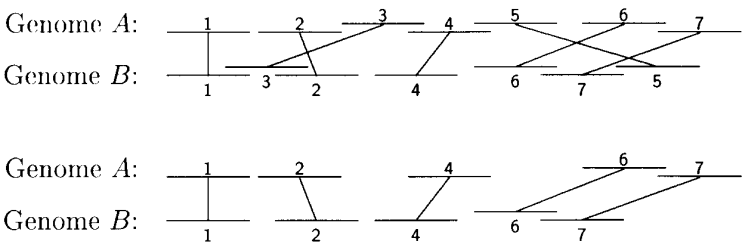 Genome A: 1 2 3 4 5 6 7
Genome B: 1 3 2 4 6 7 5
Genome A: 1 2 4 6 7
Genome B: 1 2 4 6 7